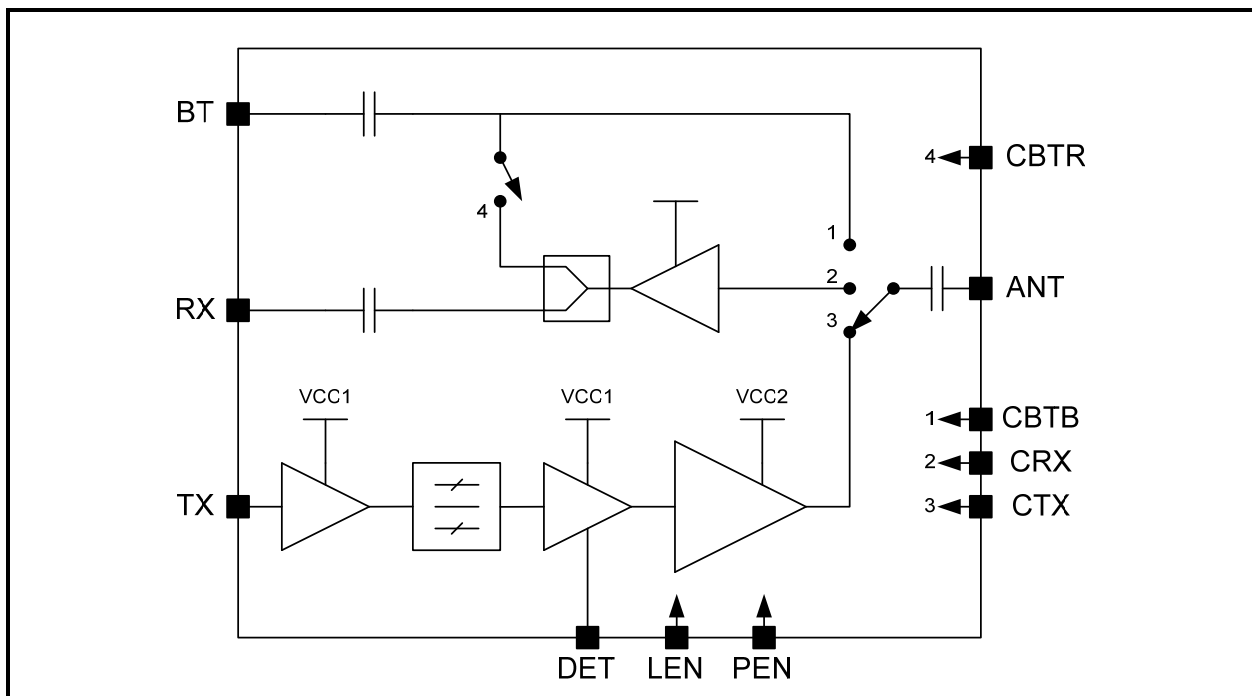 BT
4 CBTR
4
1
2
ANT
RX
3
VCC1
VCC1
VCC2
1 CBTB
2 CRX
TX
3 CTX
DET
LEN
PEN